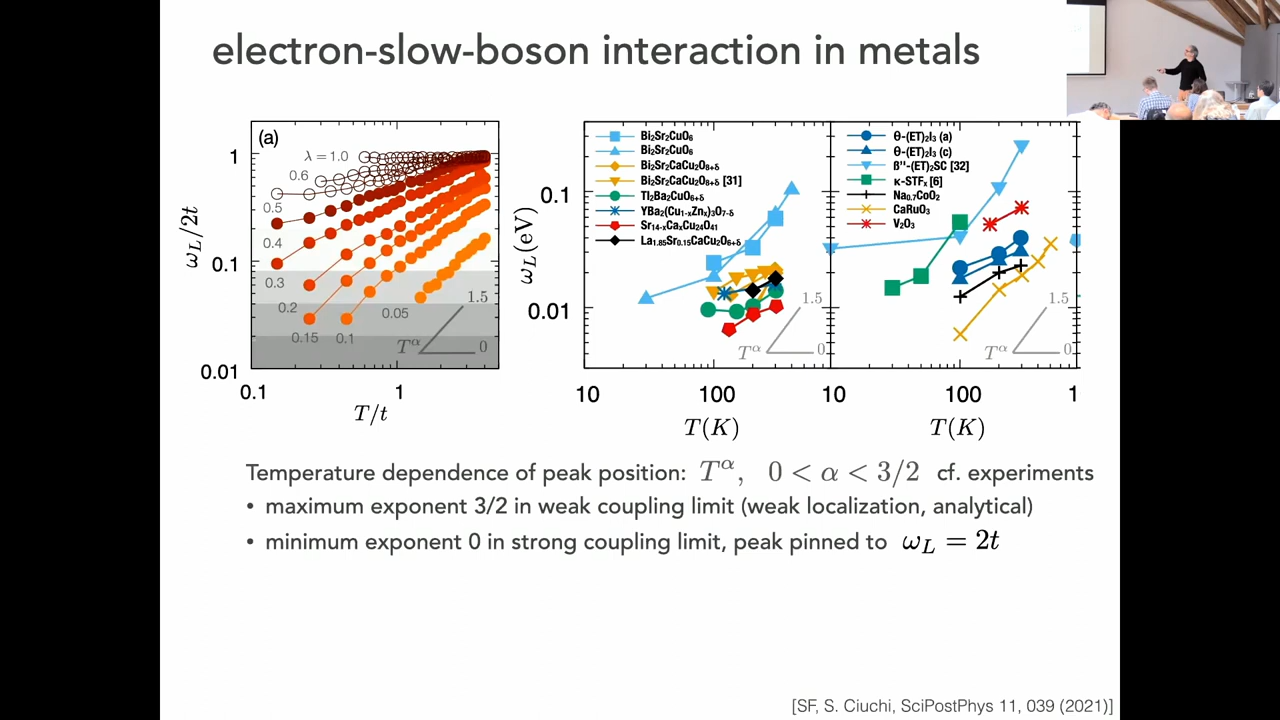 electron-slow-boson interaction in metals
(a)
λ = 1.0
0.6
0.5
0.4
0.3
0.2
0.15
0.1
0.05
1.5
0
Tα
1
0.1
0.01
ωL/2t
0.1
1
T/t
Bi2Sr2CuO6
Bi2Sr2CuO6
Bi2Sr2CaCu2O8+δ
Bi2Sr2CaCu2O8+δ [31]
Tl2Ba2CuO6+δ
YBa2(Cu1-xZnx)3O7-δ
Sr14-xCaxCu24O41
La1.85Sr0.15CaCu2O6+δ
0.1
0.01
ωL(eV)
1.5
0
Tα
10
100
T(K)
θ-(ET)2I3 (a)
θ-(ET)2I3 (c)
ß''-(ET)2SC [32]
κ-STFx [6]
Na0.7CoO2
CaRuO3
V2O3
1.5
0
Tα
10
100
1
T(K)
Temperature dependence of peak position: Tα, 0 < α < 3/2 cf. experiments
• maximum exponent 3/2 in weak coupling limit (weak localization, analytical)
• minimum exponent 0 in strong coupling limit, peak pinned to ωL = 2t
[SF, S. Ciuchi, SciPostPhys 11, 039 (2021)]